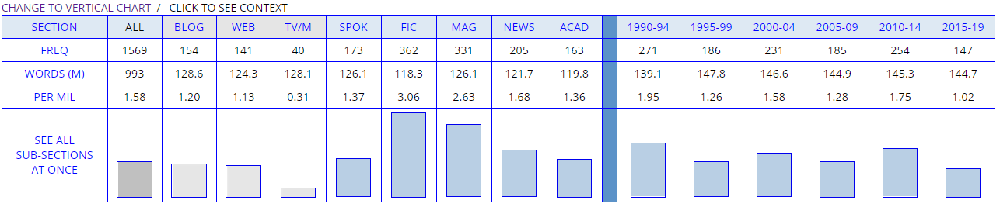 CHANGE TO VERTICAL CHART / CLICK TO SEE CONTEXT
SECTION ALL BLOG WEB TV/M SPOK FIC MAG NEWS ACAD 1990-94 1995-99 2000-04 2005-09 2010-14 2015-19
FREQ 1569 154 141 40 173 362 331 205 163 271 186 231 185 254 147
WORDS (M) 993 128.6 124.3 128.1 126.1 118.3 126.1 121.7 119.8 139.1 147.8 146.6 144.9 145.3 144.7
PER MIL 1.58 1.20 1.13 0.31 1.37 3.06 2.63 1.68 1.36 1.95 1.26 1.58 1.28 1.75 1.02
SEE ALL
SUB-SECTIONS
AT ONCE